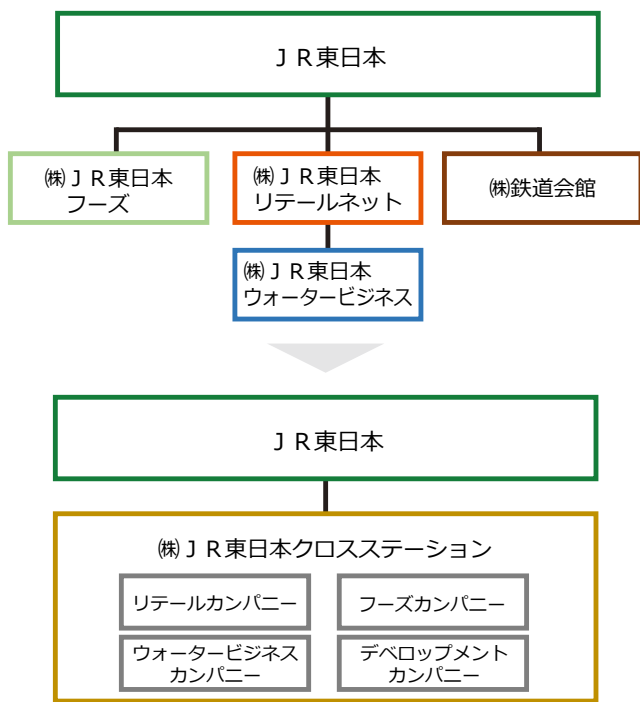 ＪＲ東日本
㈱ＪＲ東日本
フーズ
㈱ＪＲ東日本
リテールネット
㈱鉄道会館
㈱ＪＲ東日本
ウォータービジネス
ＪＲ東日本
㈱ＪＲ東日本クロスステーション
リテールカンパニー
フーズカンパニー
ウォータービジネス
カンパニー
デベロップメント
カンパニー